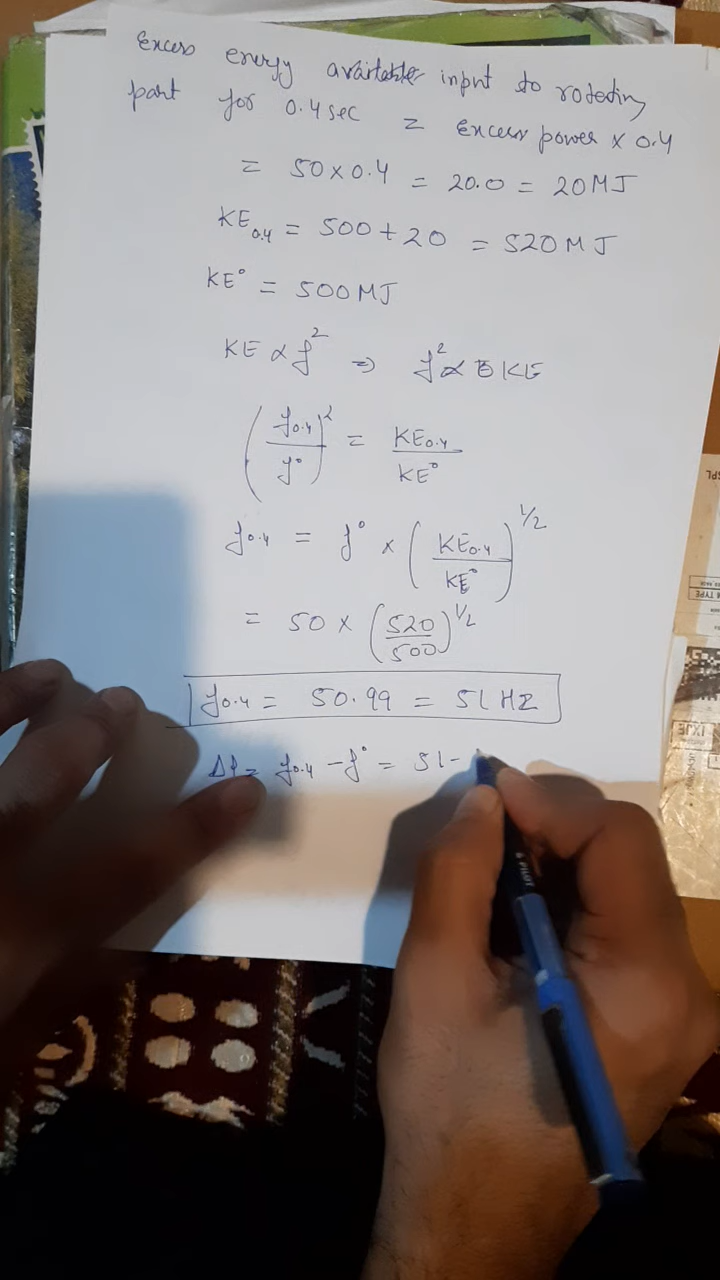 Excess energy available input to rotating
part for 0.4 sec = excess power × 0.4
= 50 × 0.4 = 20.0 = 20 MJ
KE0.4 = 500 + 20 = 520 MJ
KE° = 500 MJ
KE ∝ f² ⇒ f² ∝ KE
(f0.4 / f°)² = KE0.4 / KE°
f0.4 = f° × (KE0.4 / KE°)^1/2
= 50 × (520 / 500)^1/2
f0.4 = 50.99 = 51 HZ
Δf = f0.4 - f° = 51 -
PILOT